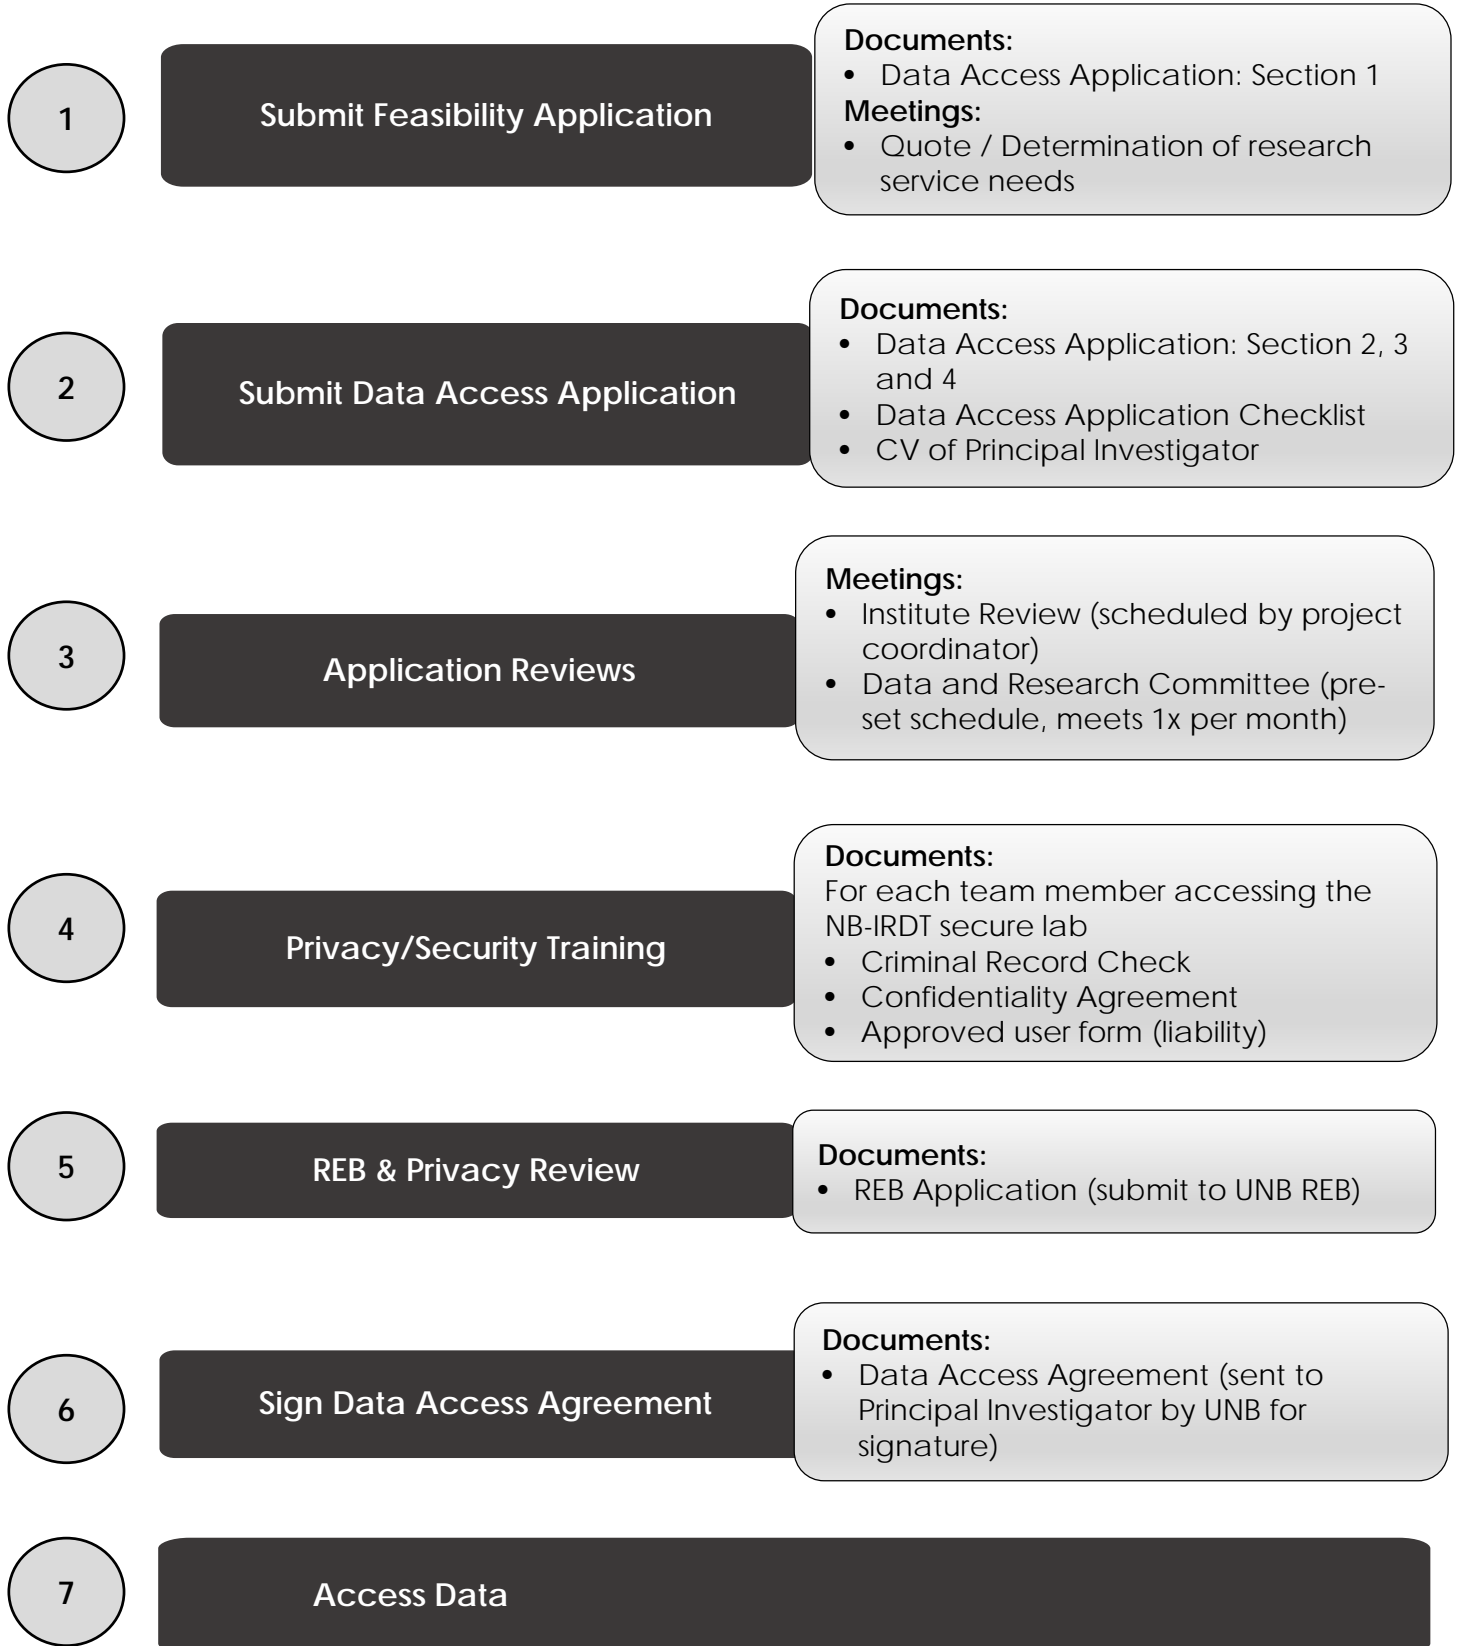 1
Submit Feasibility Application
Documents:
• Data Access Application: Section 1
Meetings:
• Quote / Determination of research
service needs
2
Submit Data Access Application
Documents:
• Data Access Application: Section 2, 3
and 4
• Data Access Application Checklist
• CV of Principal Investigator
3
Application Reviews
Meetings:
• Institute Review (scheduled by project
coordinator)
• Data and Research Committee (pre-
set schedule, meets 1x per month)
4
Privacy/Security Training
Documents:
For each team member accessing the
NB-IRDT secure lab
• Criminal Record Check
• Confidentiality Agreement
• Approved user form (liability)
5
REB & Privacy Review
Documents:
• REB Application (submit to UNB REB)
6
Sign Data Access Agreement
Documents:
• Data Access Agreement (sent to
Principal Investigator by UNB for
signature)
7
Access Data